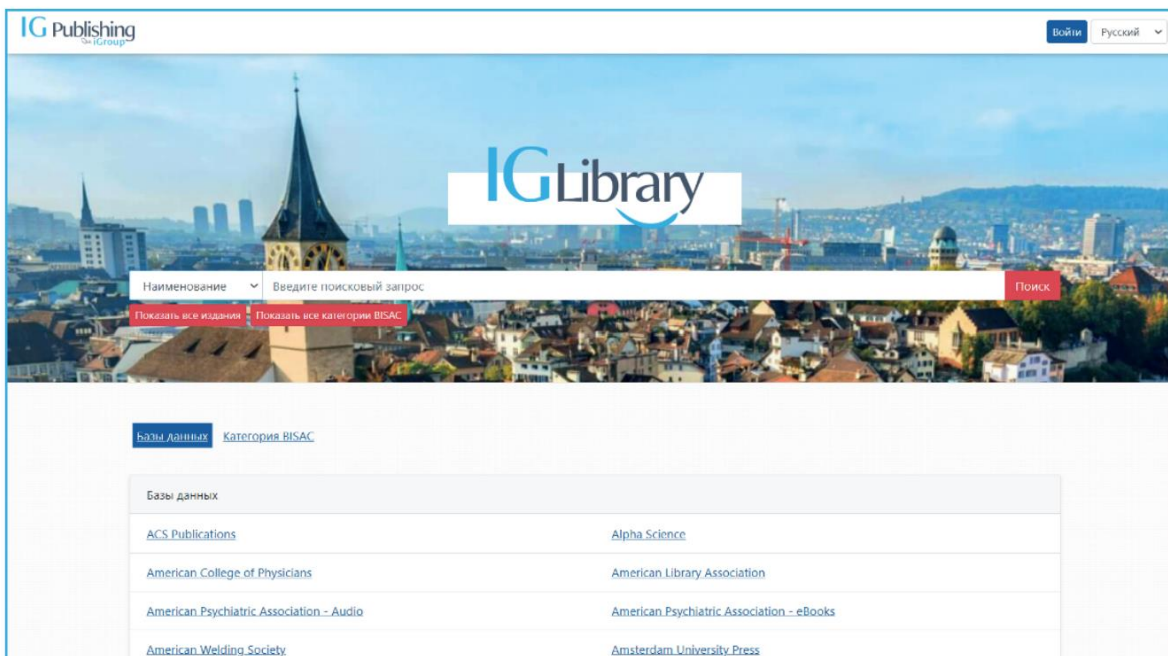 IG Publishing
An iGroup
Войти Русский
IGLibrary
Наименование Введите поисковый запрос Поиск
Показать все издания Показать все категории BISAC
Базы данных Категория BISAC
Базы данных
ACS Publications Alpha Science
American College of Physicians American Library Association
American Psychiatric Association - Audio American Psychiatric Association - eBooks
American Welding Society Amsterdam University Press